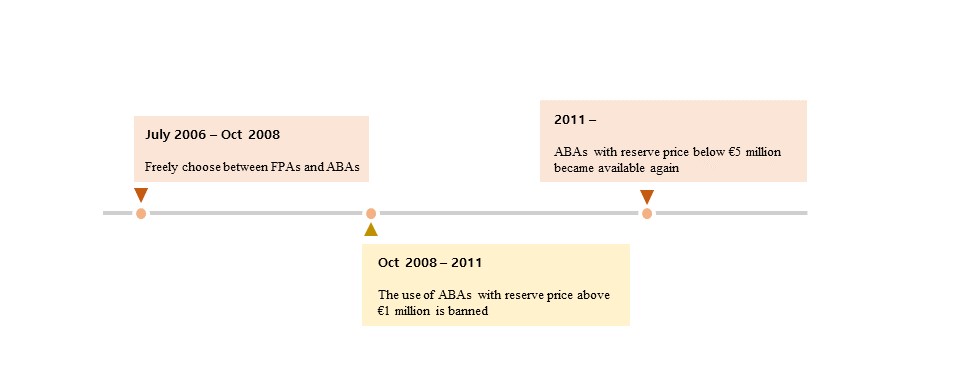 July 2006 – Oct 2008
Freely choose between FPAs and ABAs
2011 –
ABAs with reserve price below €5 million
became available again
Oct 2008 – 2011
The use of ABAs with reserve price above
€1 million is banned